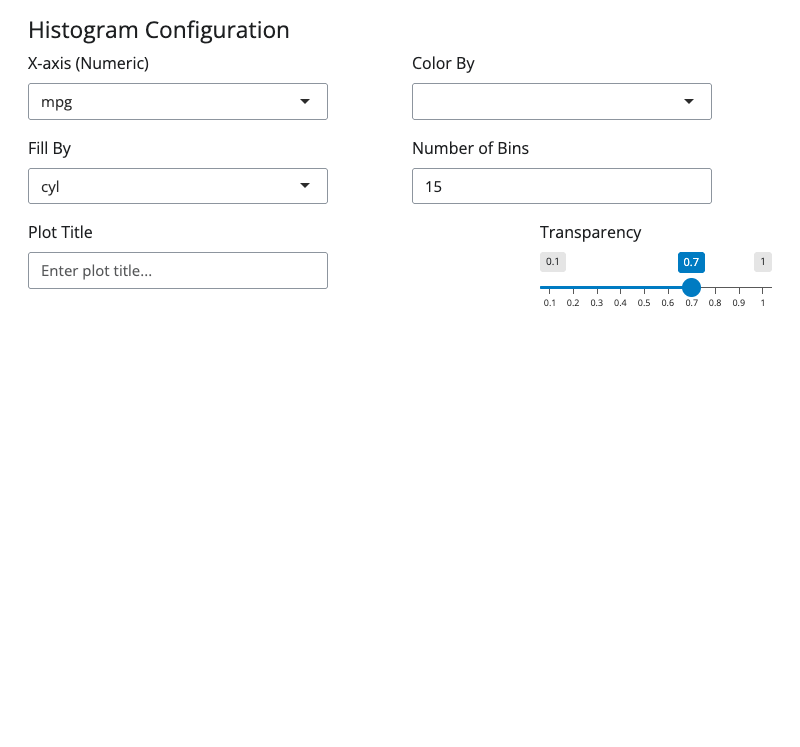 Histogram Configuration
X-axis (Numeric)
Color By
mpg
Fill By
Number of Bins
cyl
15
Plot Title
Transparency
Enter plot title...
0.1
0.7
1
0.1 0.2 0.3 0.4 0.5 0.6 0.7 0.8 0.9 1